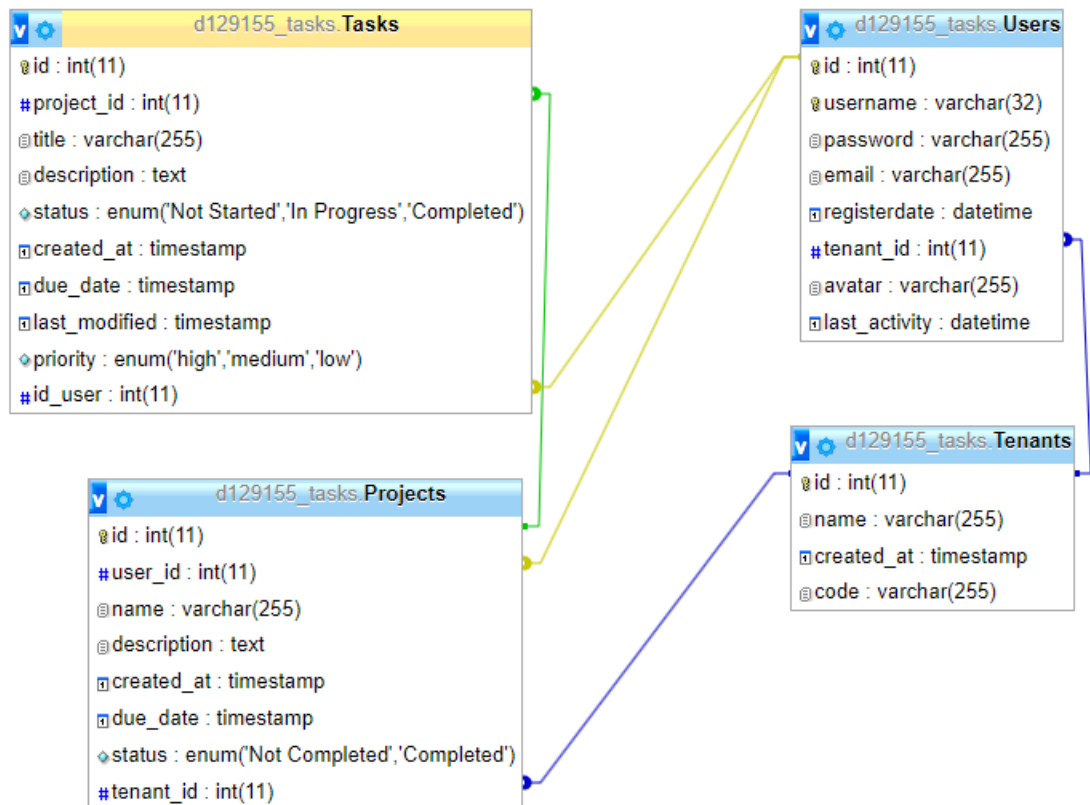 d129155_tasks.Tasks
id : int(11)
#project_id : int(11)
title : varchar(255)
description : text
status : enum('Not Started','In Progress','Completed')
created_at : timestamp
due_date : timestamp
last_modified : timestamp
priority : enum('high','medium','low')
#id_user : int(11)
d129155_tasks.Users
id : int(11)
username : varchar(32)
password : varchar(255)
email : varchar(255)
registerdate : datetime
#tenant_id : int(11)
avatar : varchar(255)
last_activity : datetime
d129155_tasks.Projects
id : int(11)
#user_id : int(11)
name : varchar(255)
description : text
created_at : timestamp
due_date : timestamp
status : enum('Not Completed','Completed')
#tenant_id : int(11)
d129155_tasks.Tenants
id : int(11)
name : varchar(255)
created_at : timestamp
code : varchar(255)